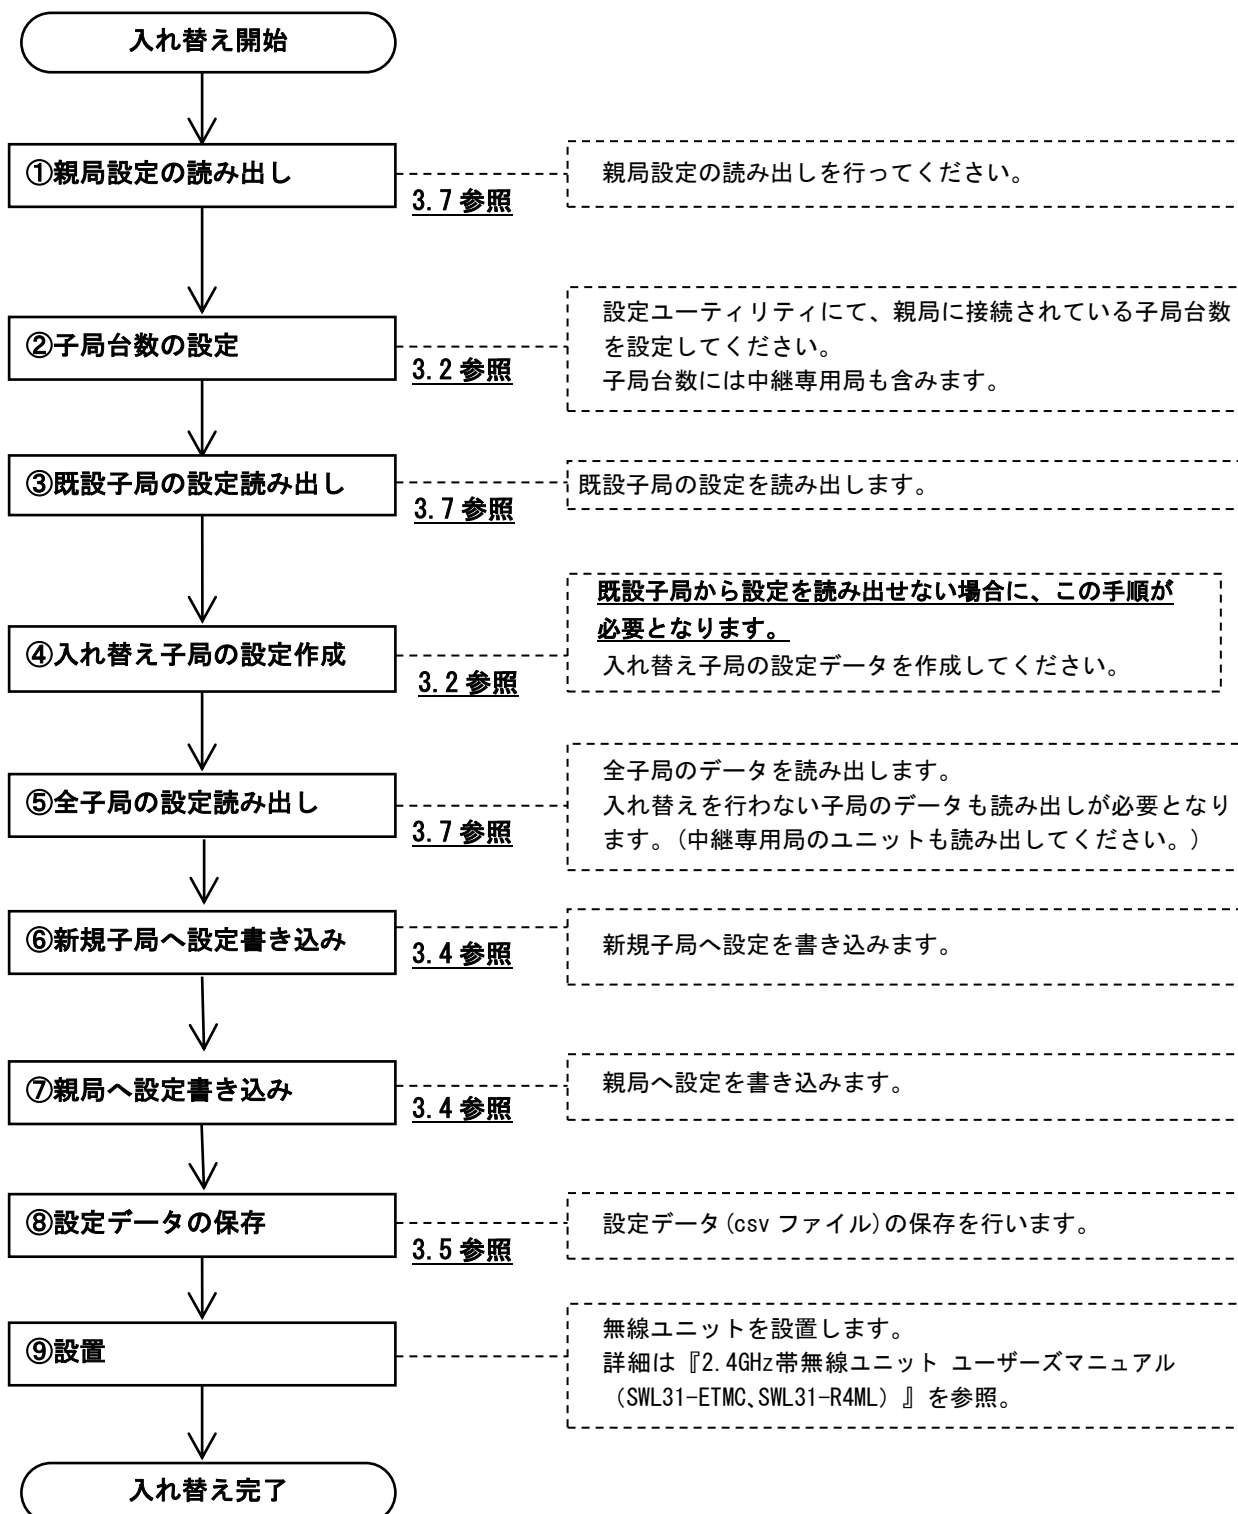 入れ替え開始
①親局設定の読み出し
3.7 参照
親局設定の読み出しを行ってください。
②子局台数の設定
3.2 参照
設定ユーティリティにて、親局に接続されている子局台数
を設定してください。
子局台数には中継専用局も含みます。
③既設子局の設定読み出し
3.7 参照
既設子局の設定を読み出します。
④入れ替え子局の設定作成
3.2 参照
既設子局から設定を読み出せない場合に、この手順が
必要となります。
入れ替え子局の設定データを作成してください。
⑤全子局の設定読み出し
3.7 参照
全子局のデータを読み出します。
入れ替えを行わない子局のデータも読み出しが必要となり
ます。(中継専用局のユニットも読み出してください。)
⑥新規子局へ設定書き込み
3.4 参照
新規子局へ設定を書き込みます。
⑦親局へ設定書き込み
3.4 参照
親局へ設定を書き込みます。
⑧設定データの保存
3.5 参照
設定データ(csv ファイル)の保存を行います。
⑨設置
無線ユニットを設置します。
詳細は『2.4GHz帯無線ユニット ユーザーズマニュアル
（SWL31-ETMC、SWL31-R4ML）』を参照。
入れ替え完了